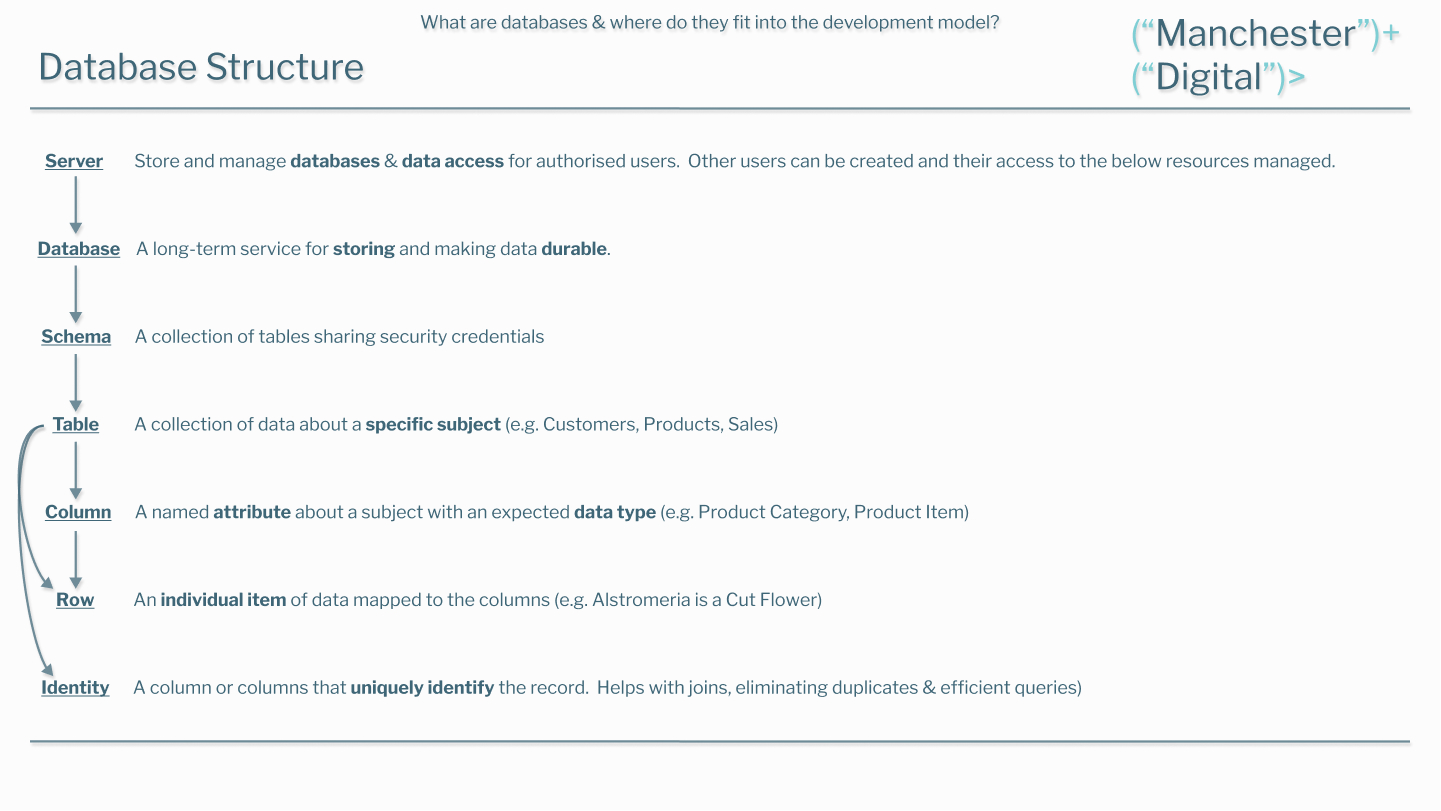 What are databases & where do they fit into the development model?
(“Manchester”)+
(“Digital”)>
Database Structure
Server Store and manage databases & data access for authorised users.  Other users can be created and their access to the below resources managed.
Database A long-term service for storing and making data durable.
Schema A collection of tables sharing security credentials
Table A collection of data about a specific subject (e.g. Customers, Products, Sales)
Column A named attribute about a subject with an expected data type (e.g. Product Category, Product Item)
Row An individual item of data mapped to the columns (e.g. Alstromeria is a Cut Flower)
Identity A column or columns that uniquely identify the record.  Helps with joins, eliminating duplicates & efficient queries)